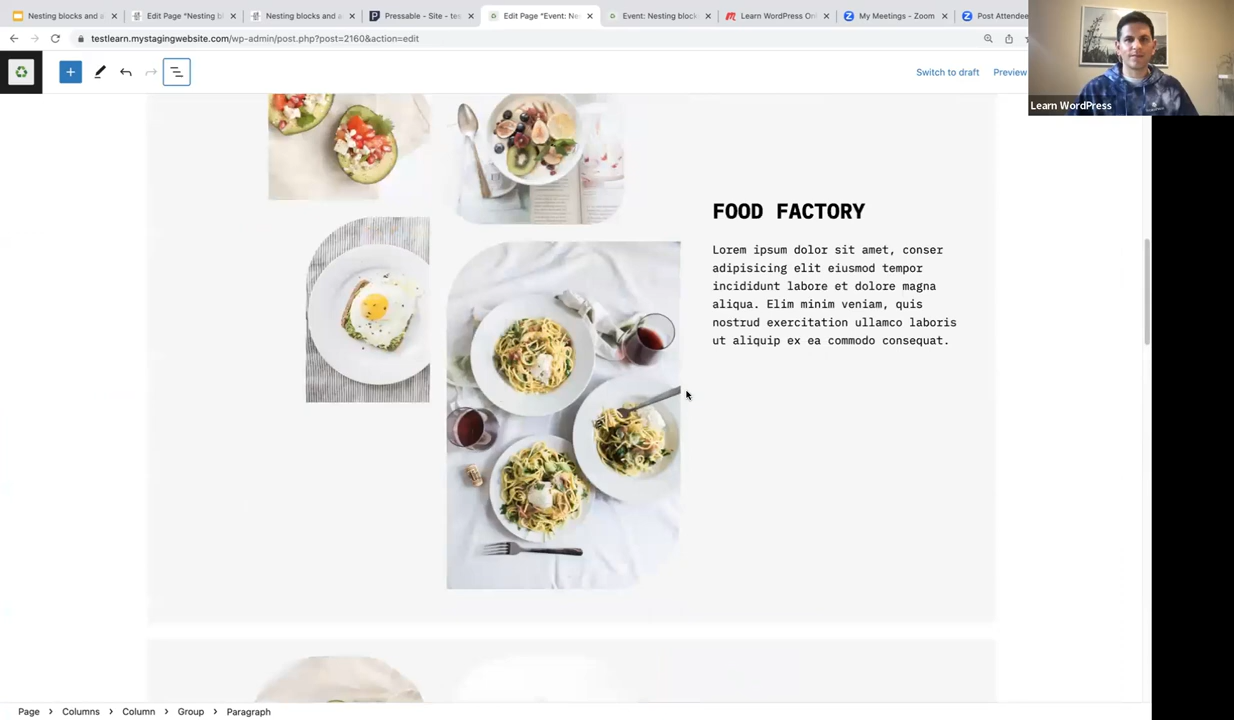 Nesting blocks and a
Edit Page "Nesting bl
Nesting blocks and a
Pressable - Site - tes
Edit Page "Event: Ne
Event: Nesting block
Learn WordPress Onl
My Meetings - Zoom
Post Attendee
testlearn.mystagingwebsite.com/wp-admin/post.php?post=2160&action=edit
Switch to draft
Preview
Learn WordPress
FOOD FACTORY
Lorem ipsum dolor sit amet, conser
adipisicing elit eiusmod tempor
incididunt labore et dolore magna
aliqua. Elim minim veniam, quis
nostrud exercitation ullamco laboris
ut aliquip ex ea commodo consequat.
Page > Columns > Column > Group > Paragraph